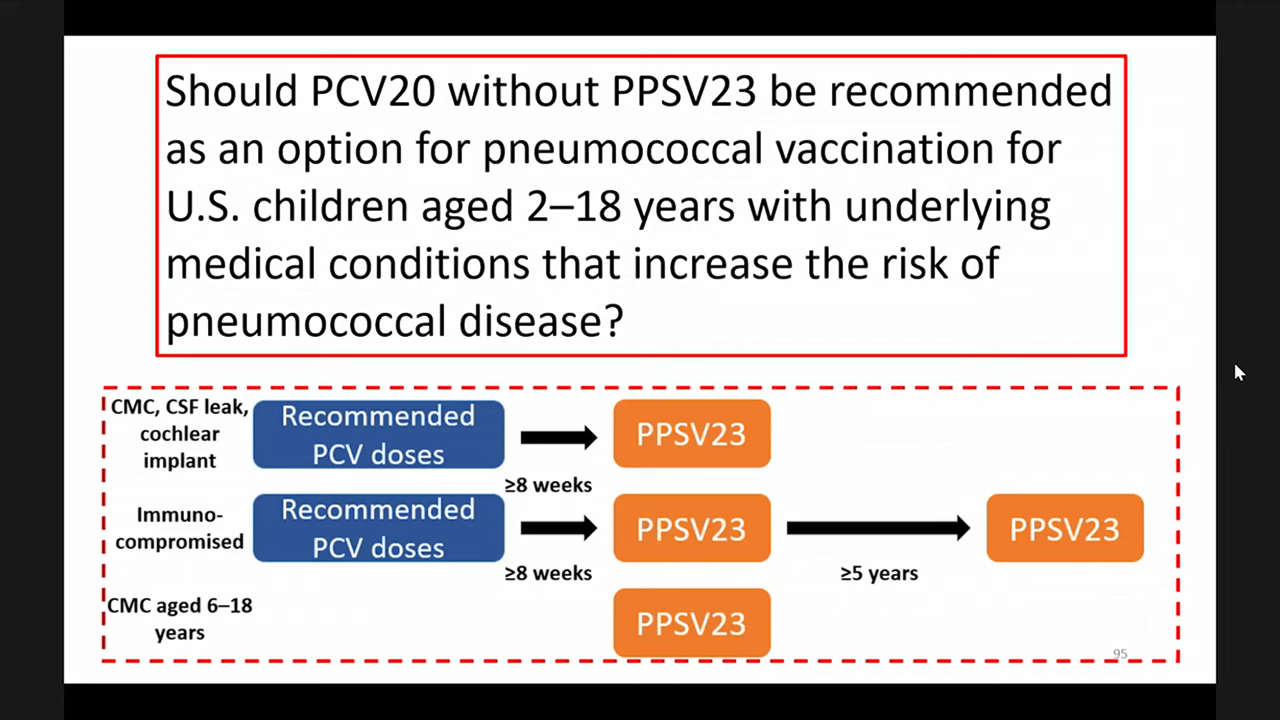 Should PCV20 without PPSV23 be recommended
as an option for pneumococcal vaccination for
U.S. children aged 2–18 years with underlying
medical conditions that increase the risk of
pneumococcal disease?
CMC, CSF leak,
cochlear
implant
Recommended
PCV doses
≥8 weeks
PPSV23
Immuno-
compromised
Recommended
PCV doses
≥8 weeks
PPSV23
≥5 years
PPSV23
CMC aged 6–18
years
PPSV23
95